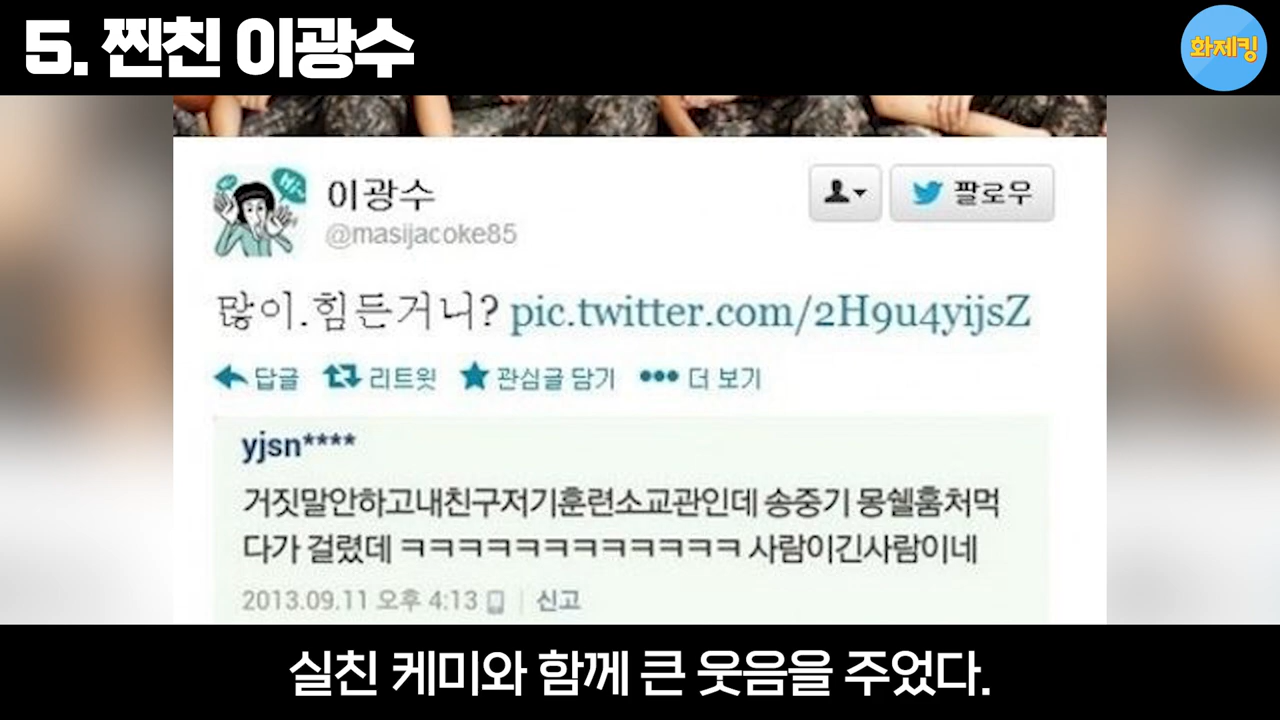 5. 찐친 이광수
화제킹
Hi~
이광수
팔로우
@masijacoke85
많이.힘든거니? pic.twitter.com/2H9u4yijsZ
답글 리트윗 관심글 담기 더 보기
yjsn****
거짓말안하고내친구저기훈련소교관인데 송중기 몽쉘훔쳐먹
다가 걸렸데 ㅋㅋㅋㅋㅋㅋㅋㅋㅋㅋㅋㅋ 사람이긴사람이네
2013.09.11 오후 4:13 신고
실친 케미와 함께 큰 웃음을 주었다.